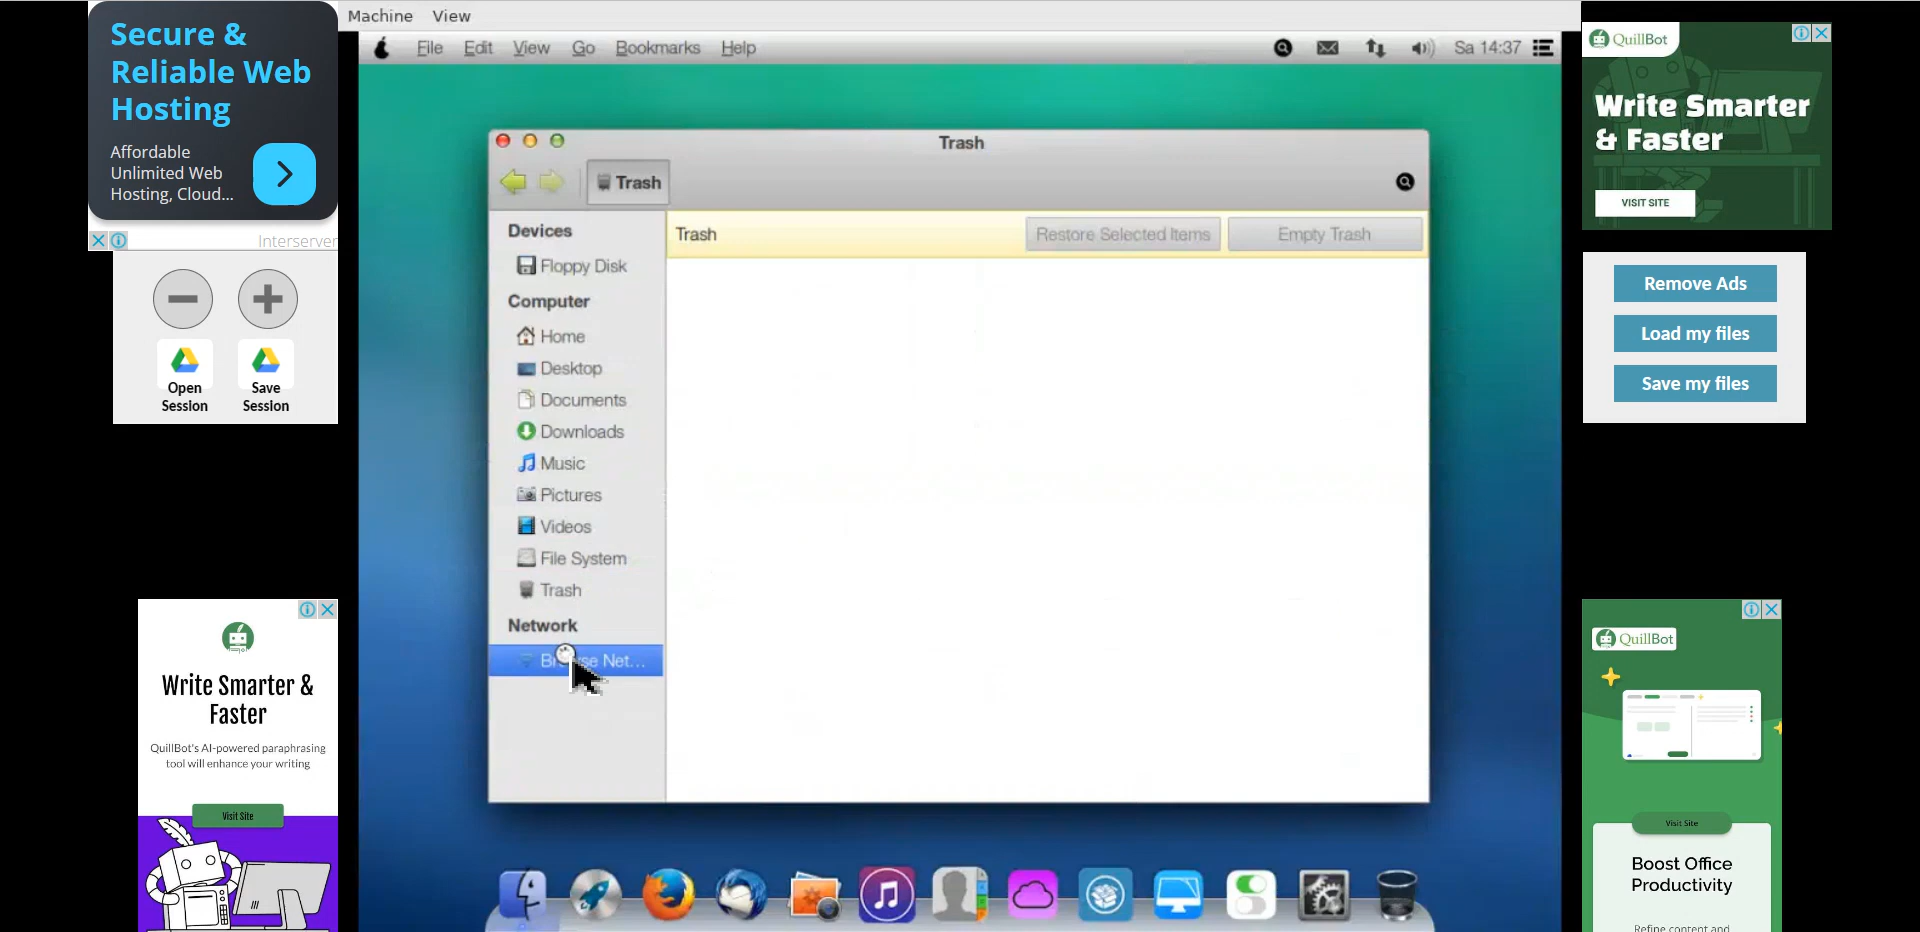 Secure &
Reliable Web
Hosting
Affordable
Unlimited Web
Hosting, Cloud...
Interserver
Open
Session
Save
Session
Write Smarter &
Faster
QuillBot's AI-powered paraphrasing
tool will enhance your writing
Visit Site
Machine View
File Edit View Go Bookmarks Help
Sa 14:37
Trash
Trash
Devices
Floppy Disk
Computer
Home
Desktop
Documents
Downloads
Music
Pictures
Videos
File System
Trash
Network
Net...
Trash
Restore Selected Items
Empty Trash
QuillBot
Write Smarter
& Faster
VISIT SITE
Remove Ads
Load my files
Save my files
QuillBot
Visit Site
Boost Office
Productivity
Refine content and